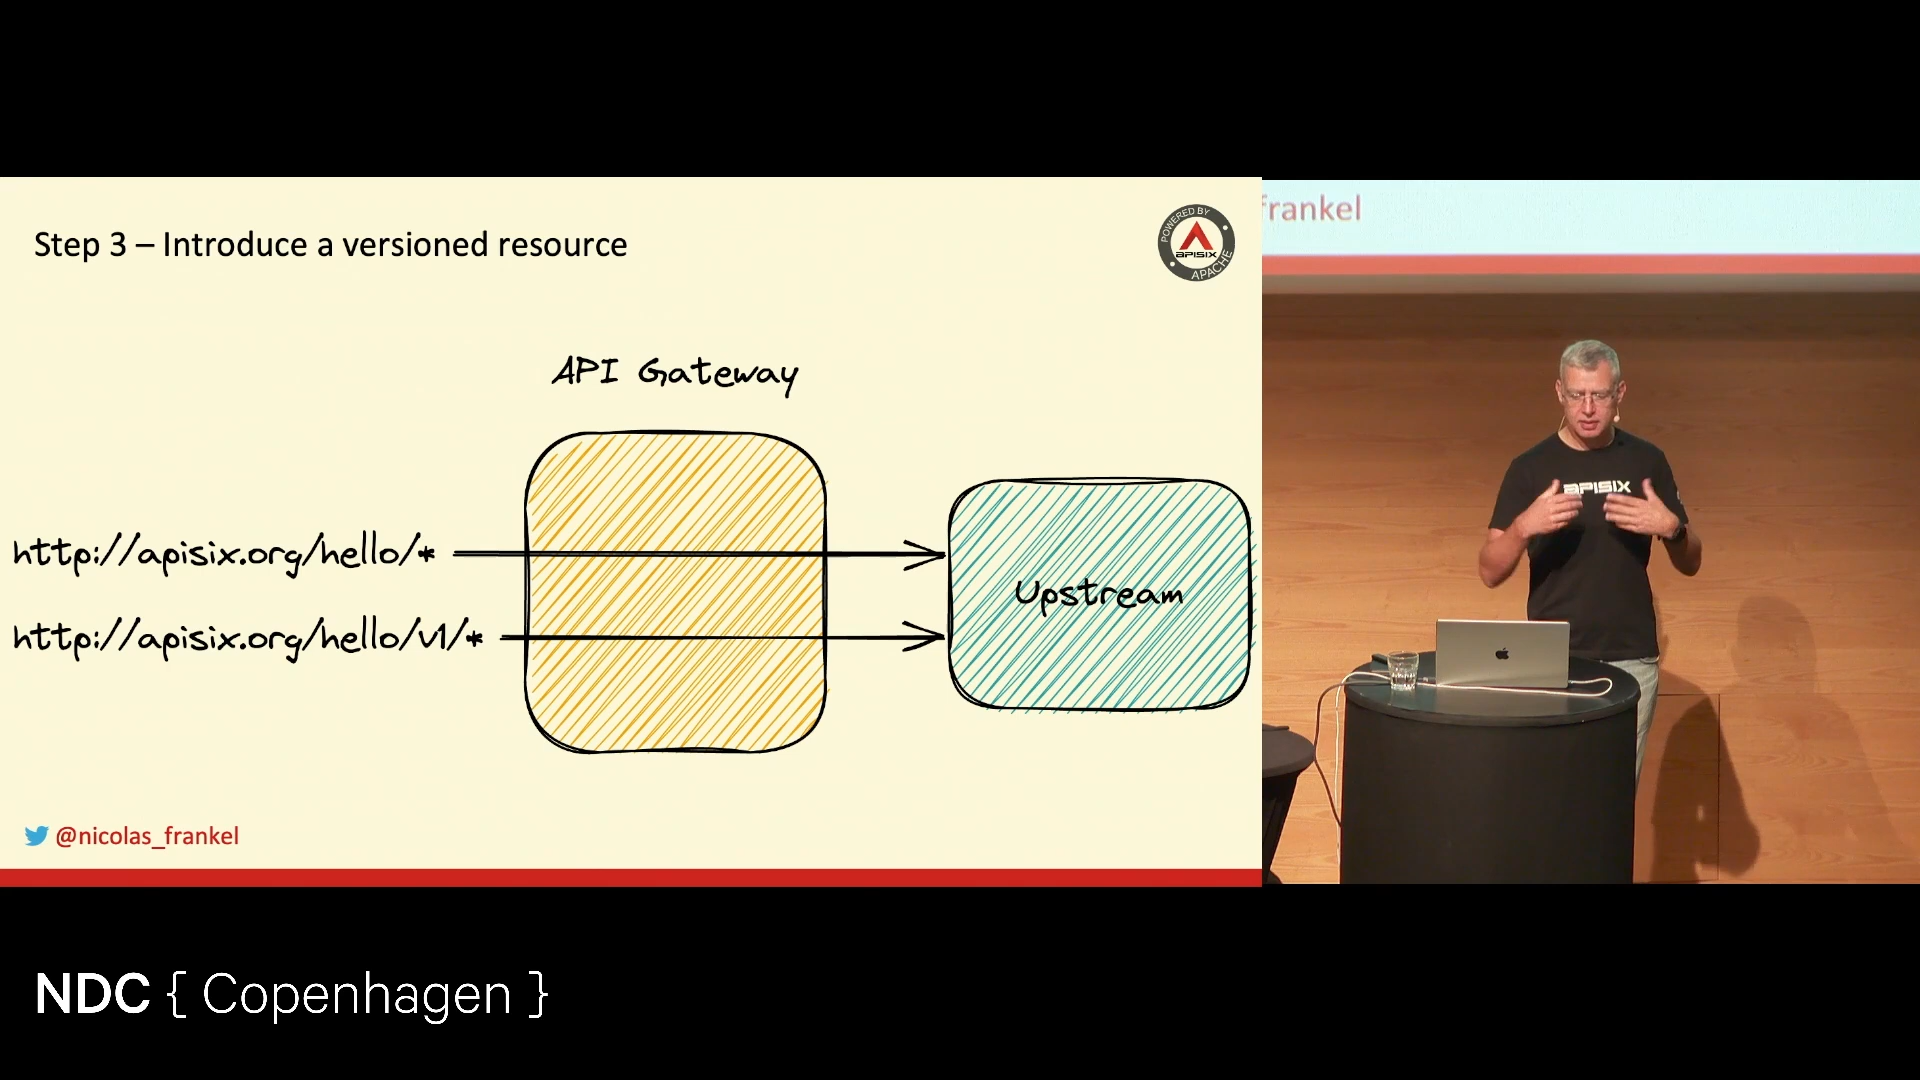 Step 3 – Introduce a versioned resource
POWERED BY
APISIX
APACHE
frankel
API Gateway
http://apisix.org/hello/*
http://apisix.org/hello/v1/*
Upstream
APISIX
@nicolas_frankel
NDC { Copenhagen }